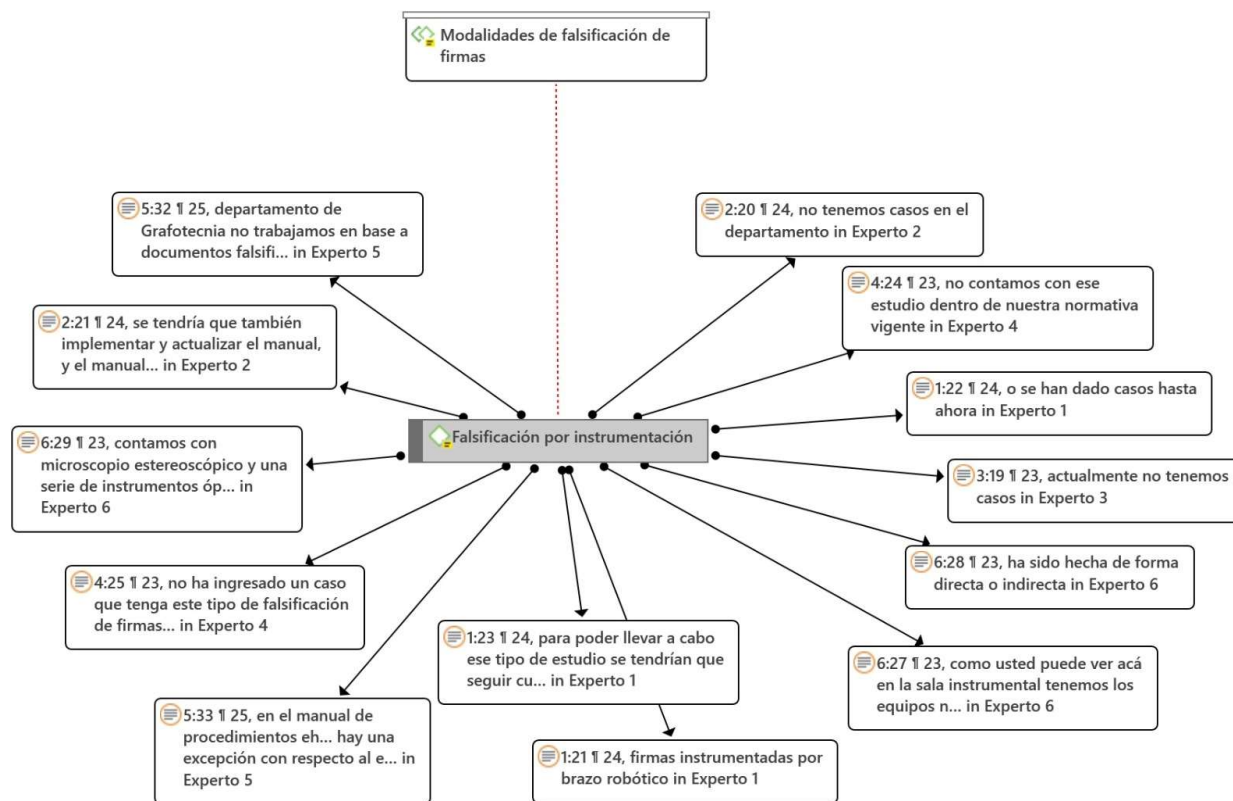 Modalidades de falsificación de
firmas
5:32 ¶ 25, departamento de
Grafotecnia no trabajamos en base a
documentos falsifi... in Experto 5
2:20 ¶ 24, no tenemos casos en el
departamento in Experto 2
4:24 ¶ 23, no contamos con ese
estudio dentro de nuestra normativa
vigente in Experto 4
2:21 ¶ 24, se tendría que también
implementar y actualizar el manual,
y el manual... in Experto 2
1:22 ¶ 24, o se han dado casos hasta
ahora in Experto 1
Falsificación por instrumentación
6:29 ¶ 23, contamos con
microscopio estereoscópico y una
serie de instrumentos óp... in
Experto 6
3:19 ¶ 23, actualmente no tenemos
casos in Experto 3
6:28 ¶ 23, ha sido hecha de forma
directa o indirecta in Experto 6
4:25 ¶ 23, no ha ingresado un caso
que tenga este tipo de falsificación
de firmas... in Experto 4
1:23 ¶ 24, para poder llevar a cabo
ese tipo de estudio se tendrían que
seguir cu... in Experto 1
6:27 ¶ 23, como usted puede ver acá
en la sala instrumental tenemos los
equipos n... in Experto 6
5:33 ¶ 25, en el manual de
procedimientos eh... hay una
excepción con respecto al e... in
Experto 5
1:21 ¶ 24, firmas instrumentadas por
brazo robótico in Experto 1